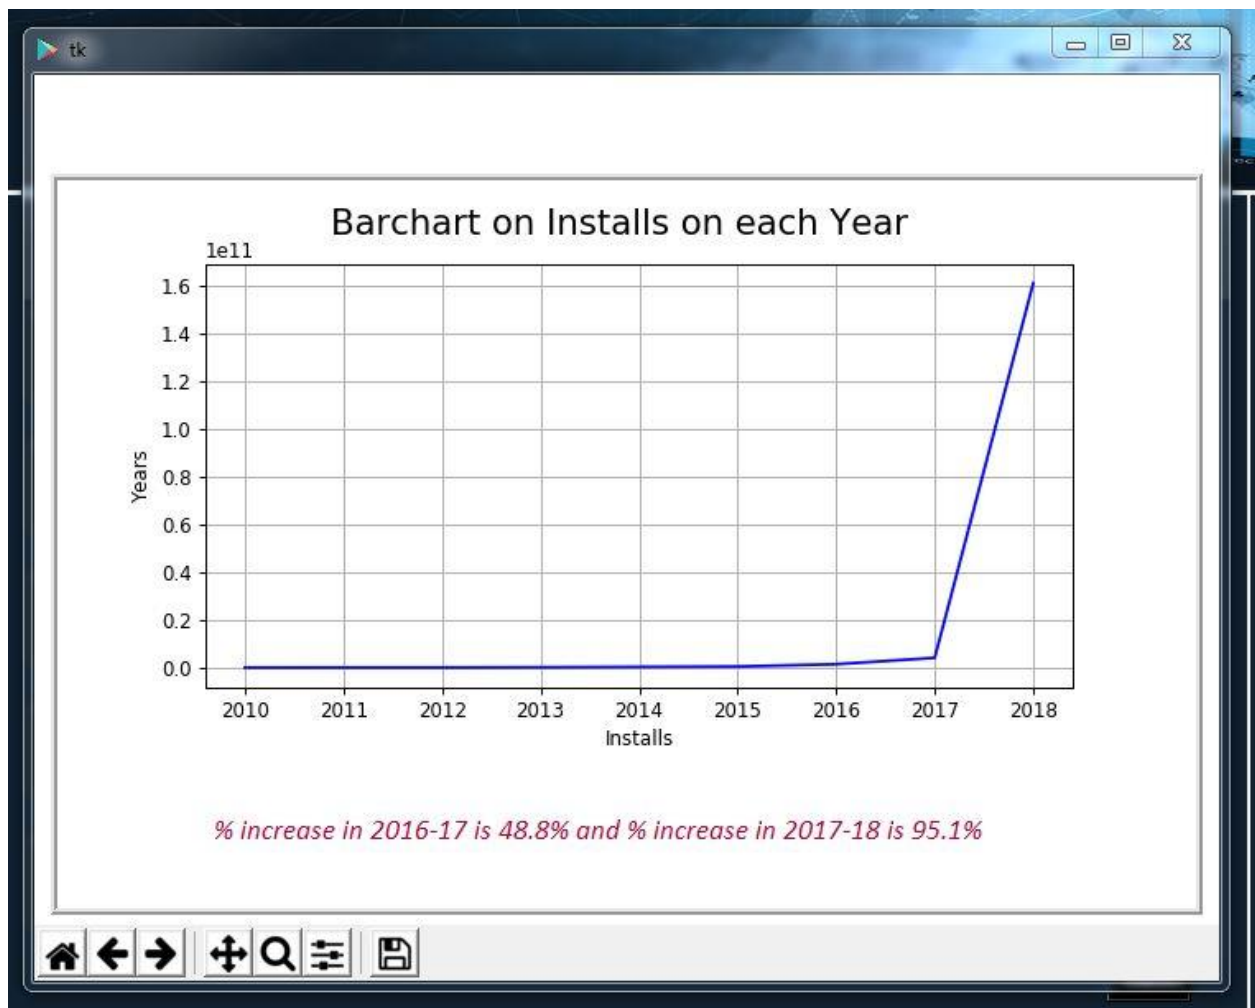 tk
Barchart on Installs on each Year
1e11
1.6
1.4
1.2
1.0
0.8
0.6
0.4
0.2
0.0
Years
2010 2011 2012 2013 2014 2015 2016 2017 2018
Installs
% increase in 2016-17 is 48.8% and % increase in 2017-18 is 95.1%